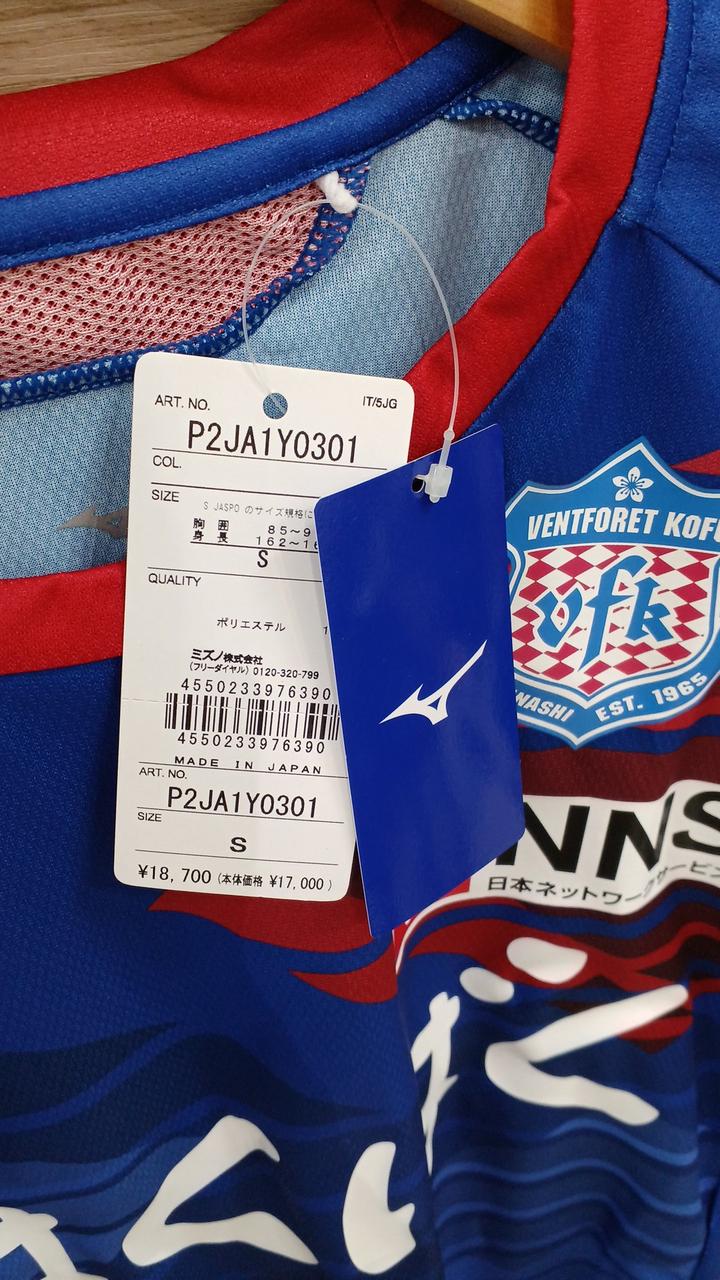 ART. NO.
IT/5JG
P2JA1Y0301
COL.
SIZE
S JASPO のサイズ規格に
胸 囲 85～9
身 長 162～16
S
QUALITY
ポリエステル 1
ミズノ株式会社
(フリーダイヤル) 0120-320-799
4550233976390
4550233976390
MADE IN JAPAN
ART. NO.
P2JA1Y0301
SIZE
S
¥18,700 (本体価格 ¥17,000)
VENTFORET KOFU
vfk
NASHI EST. 1965
NNS
日本ネットワークサービス